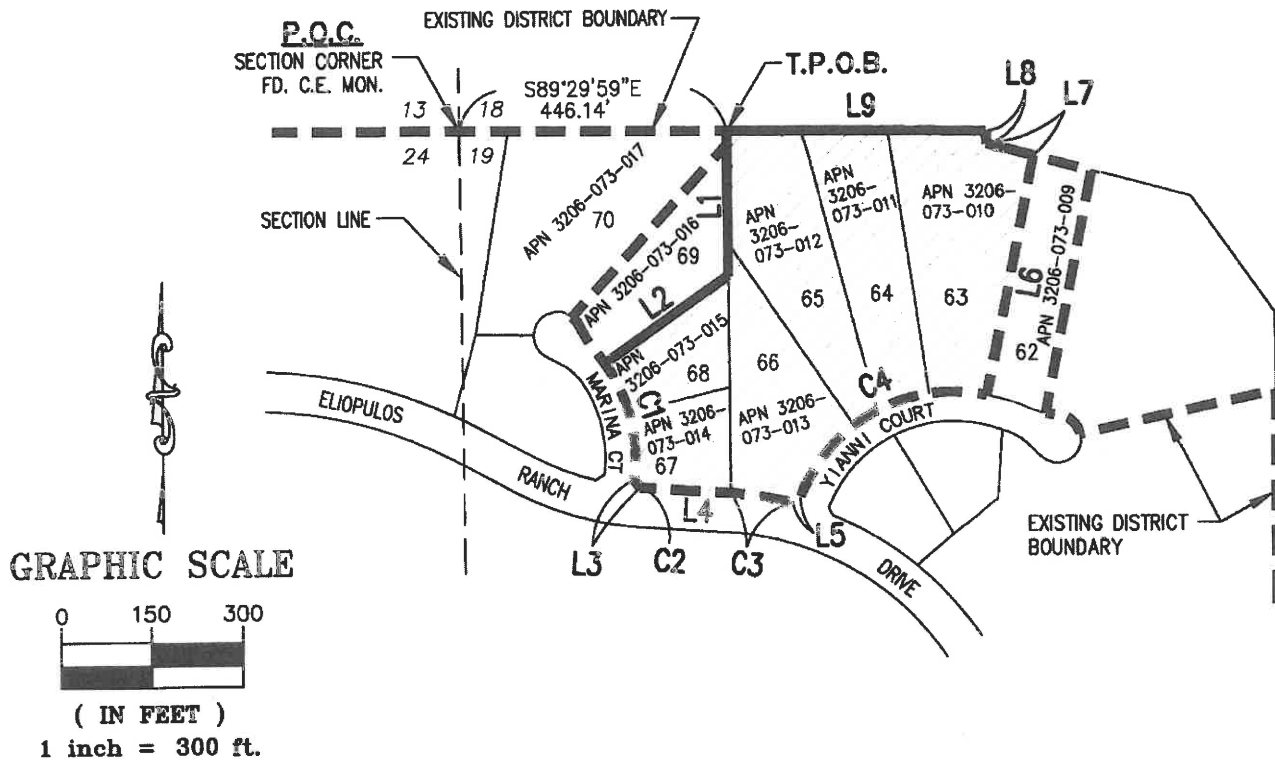 P.O.C.
SECTION CORNER
FD. C.E. MON.
EXISTING DISTRICT BOUNDARY
S89°29'59"E
446.14'
T.P.O.B.
L8
L7
L9
13
18
24
19
SECTION LINE
APN 3206-073-017
70
APN 3206-073-016
69
L1
L2
APN
3206-
073-012
65
APN
3206-
073-011
64
APN 3206-
073-010
63
L6
APN 3206-073-009
62
APN
3206-073-015
68
66
APN 3206-
073-013
APN 3206-
073-014
67
C1
C4
MARINA CT
YIANNI COURT
ELIOPULOS
RANCH
DRIVE
L4
L3
C2
C3
L5
EXISTING DISTRICT
BOUNDARY
GRAPHIC SCALE
0 150 300
( IN FEET )
1 inch = 300 ft.